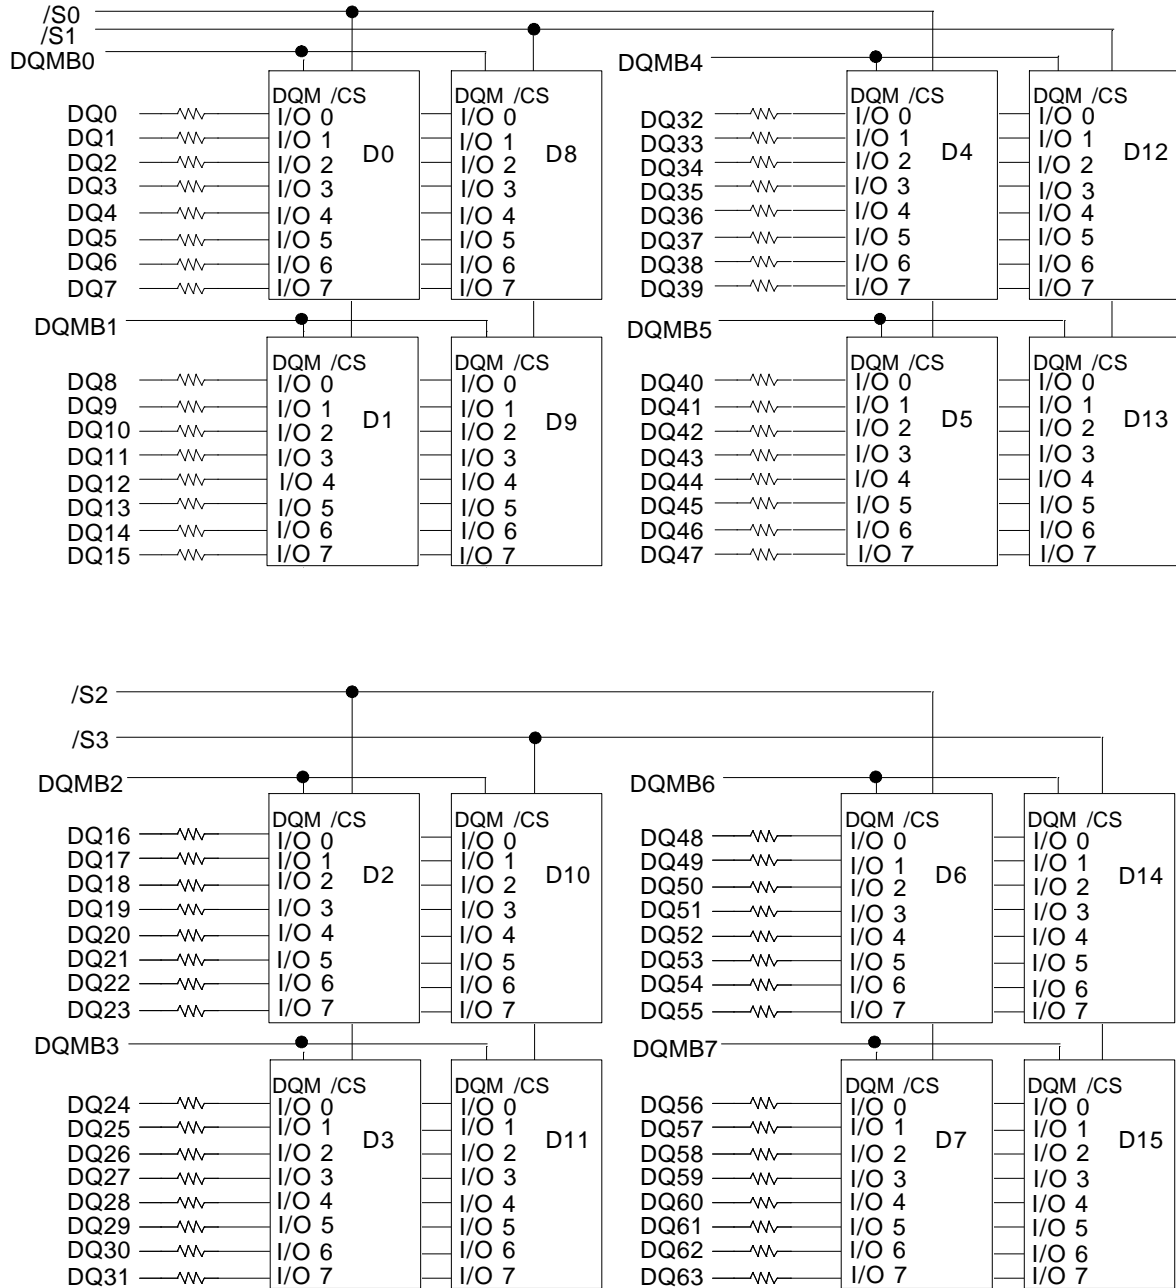 /S0
/S1
DQMB0
DQM /CS
DQ0 I/O 0
DQ1 I/O 1
DQ2 I/O 2
DQ3 I/O 3
DQ4 I/O 4
DQ5 I/O 5
DQ6 I/O 6
DQ7 I/O 7
D0
DQM /CS
I/O 0
I/O 1
I/O 2
I/O 3
I/O 4
I/O 5
I/O 6
I/O 7
D8
DQMB4
DQM /CS
DQ32 I/O 0
DQ33 I/O 1
DQ34 I/O 2
DQ35 I/O 3
DQ36 I/O 4
DQ37 I/O 5
DQ38 I/O 6
DQ39 I/O 7
D4
DQM /CS
I/O 0
I/O 1
I/O 2
I/O 3
I/O 4
I/O 5
I/O 6
I/O 7
D12
DQMB1
DQM /CS
DQ8 I/O 0
DQ9 I/O 1
DQ10 I/O 2
DQ11 I/O 3
DQ12 I/O 4
DQ13 I/O 5
DQ14 I/O 6
DQ15 I/O 7
D1
DQM /CS
I/O 0
I/O 1
I/O 2
I/O 3
I/O 4
I/O 5
I/O 6
I/O 7
D9
DQMB5
DQM /CS
DQ40 I/O 0
DQ41 I/O 1
DQ42 I/O 2
DQ43 I/O 3
DQ44 I/O 4
DQ45 I/O 5
DQ46 I/O 6
DQ47 I/O 7
D5
DQM /CS
I/O 0
I/O 1
I/O 2
I/O 3
I/O 4
I/O 5
I/O 6
I/O 7
D13
/S2
/S3
DQMB2
DQM /CS
DQ16 I/O 0
DQ17 I/O 1
DQ18 I/O 2
DQ19 I/O 3
DQ20 I/O 4
DQ21 I/O 5
DQ22 I/O 6
DQ23 I/O 7
D2
DQM /CS
I/O 0
I/O 1
I/O 2
I/O 3
I/O 4
I/O 5
I/O 6
I/O 7
D10
DQMB6
DQM /CS
DQ48 I/O 0
DQ49 I/O 1
DQ50 I/O 2
DQ51 I/O 3
DQ52 I/O 4
DQ53 I/O 5
DQ54 I/O 6
DQ55 I/O 7
D6
DQM /CS
I/O 0
I/O 1
I/O 2
I/O 3
I/O 4
I/O 5
I/O 6
I/O 7
D14
DQMB3
DQM /CS
DQ24 I/O 0
DQ25 I/O 1
DQ26 I/O 2
DQ27 I/O 3
DQ28 I/O 4
DQ29 I/O 5
DQ30 I/O 6
DQ31 I/O 7
D3
DQM /CS
I/O 0
I/O 1
I/O 2
I/O 3
I/O 4
I/O 5
I/O 6
I/O 7
D11
DQMB7
DQM /CS
DQ56 I/O 0
DQ57 I/O 1
DQ58 I/O 2
DQ59 I/O 3
DQ60 I/O 4
DQ61 I/O 5
DQ62 I/O 6
DQ63 I/O 7
D7
DQM /CS
I/O 0
I/O 1
I/O 2
I/O 3
I/O 4
I/O 5
I/O 6
I/O 7
D15